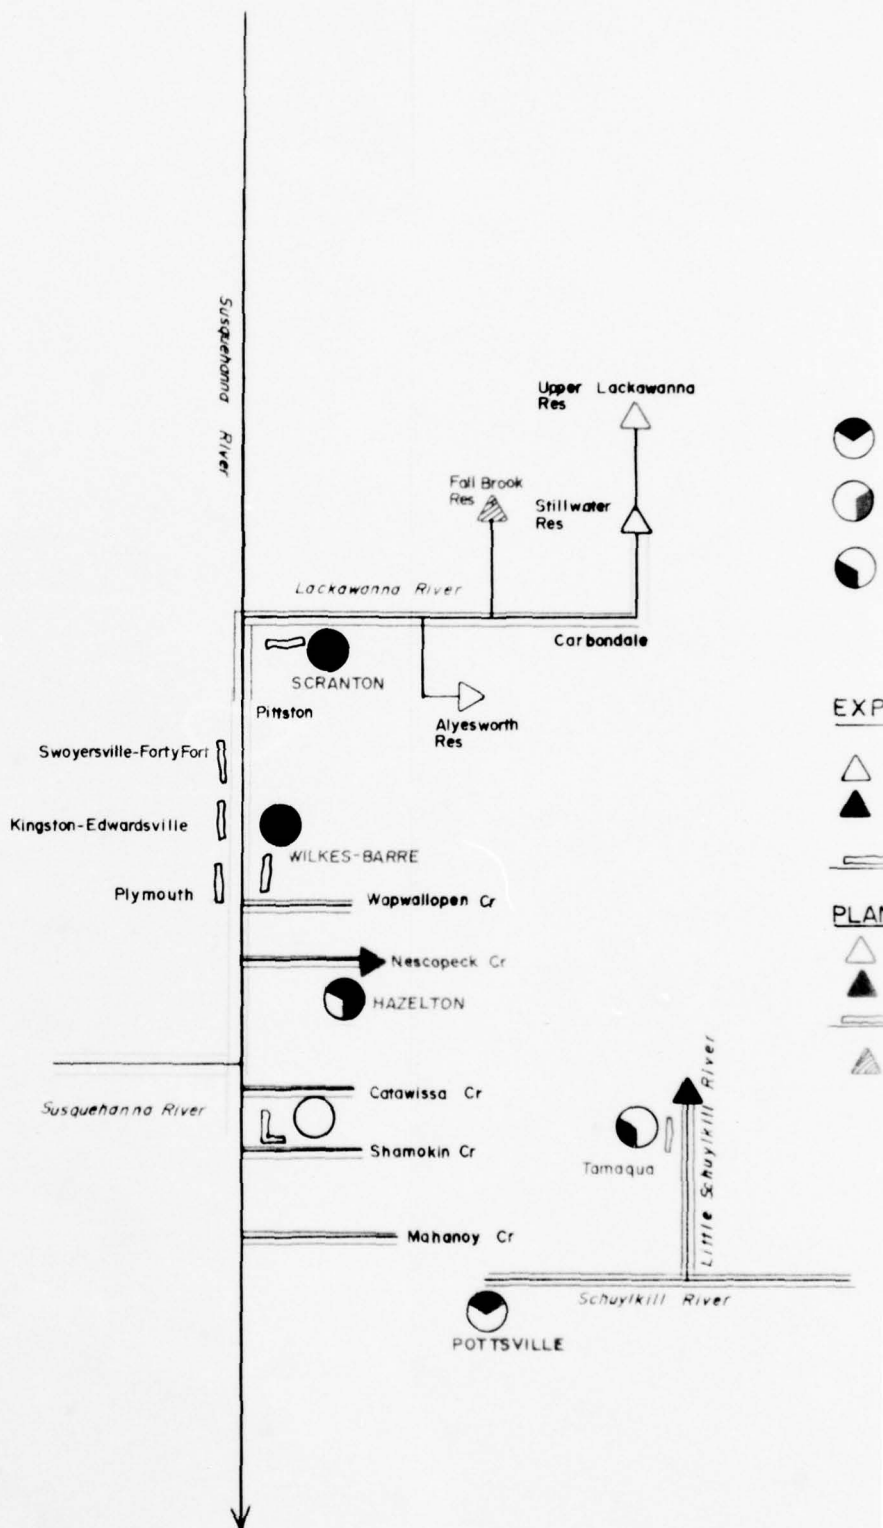 Susquehanna River
Upper Lackawanna
Res
Fall Brook
Res
Stillwater
Res
Lackawanna River
Carbondale
SCRANTON
Pittston
Alyesworth
Res
EXP
Swoyersville-Forty Fort
Kingston-Edwardsville
WILKES-BARRE
Plymouth
Wapwallopen Cr
PLAN
Nescopeck Cr
HAZELTON
Susquehanna River
Catawissa Cr
Shamokin Cr
Tamaqua
Little Schuylkill River
Mahanoy Cr
Schuylkill River
POTTSVILLE